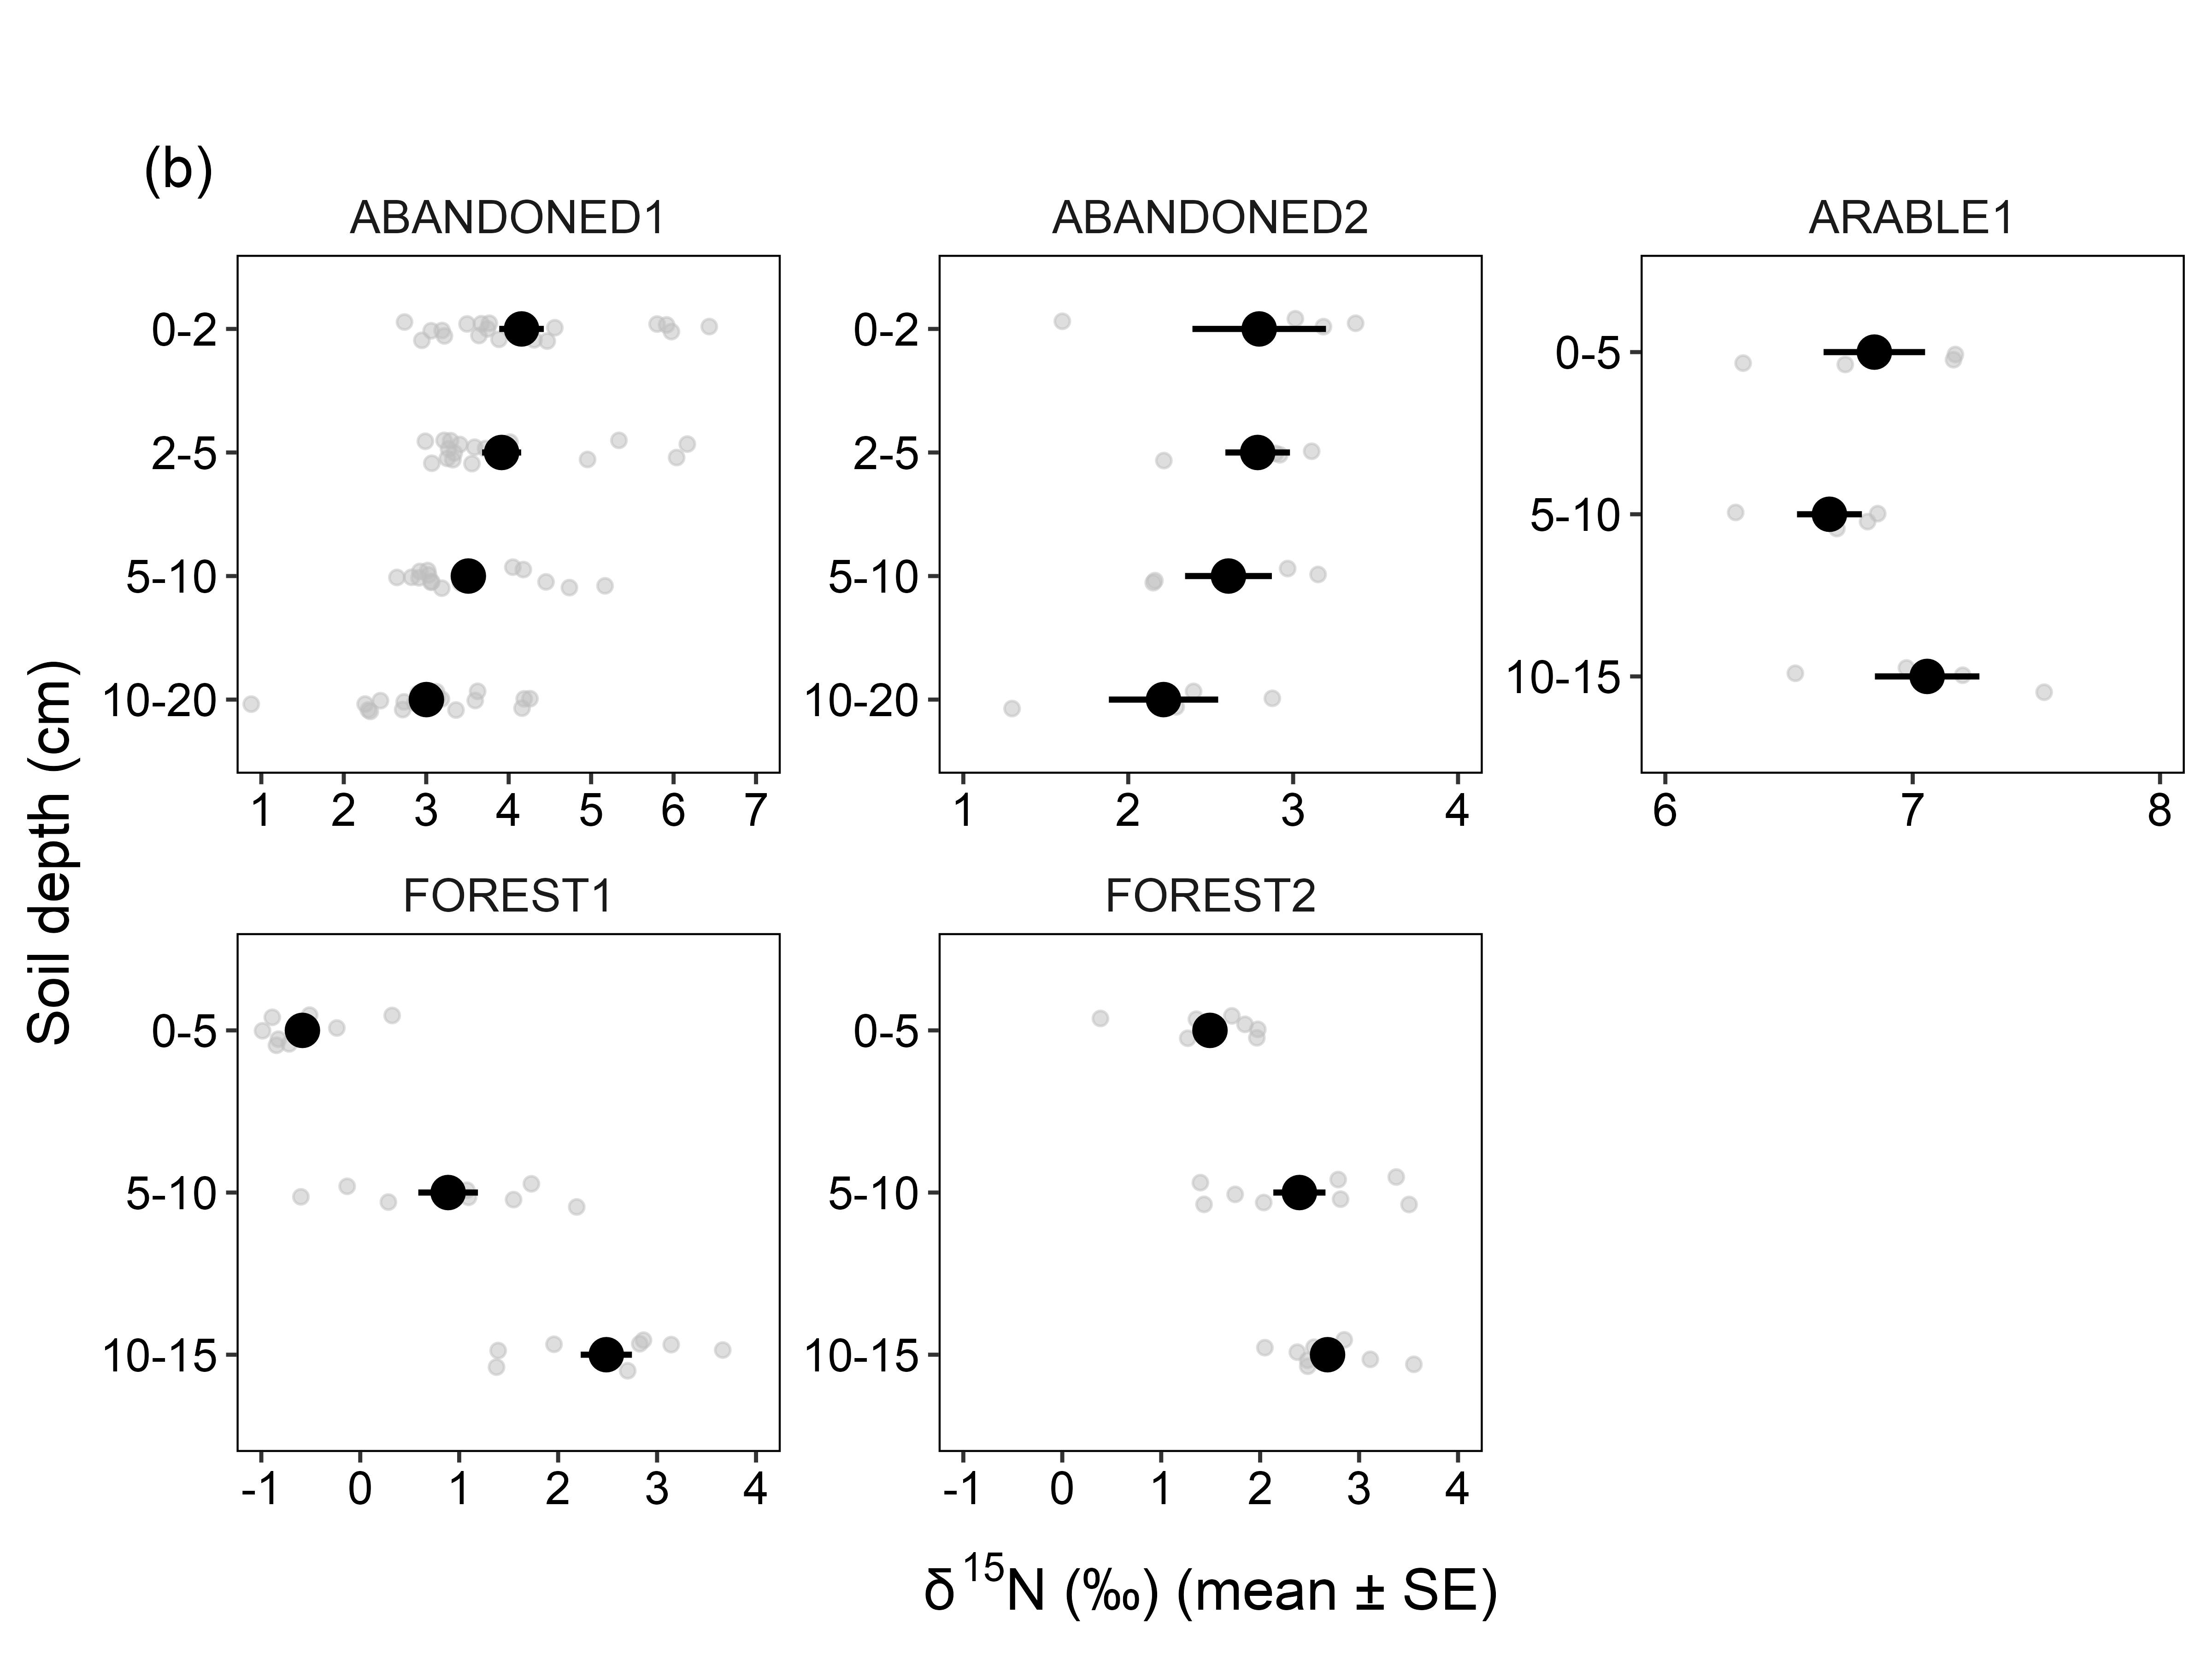 (b)
ABANDONED1
ABANDONED2
ARABLE1
0-2
2-5
5-10
10-20
1 2 3 4 5 6 7
0-2
2-5
5-10
10-20
1 2 3 4
0-5
5-10
10-15
6 7 8
Soil depth (cm)
FOREST1
FOREST2
0-5
5-10
10-15
-1 0 1 2 3 4
0-5
5-10
10-15
-1 0 1 2 3 4
δ ¹⁵N (‰) (mean ± SE)